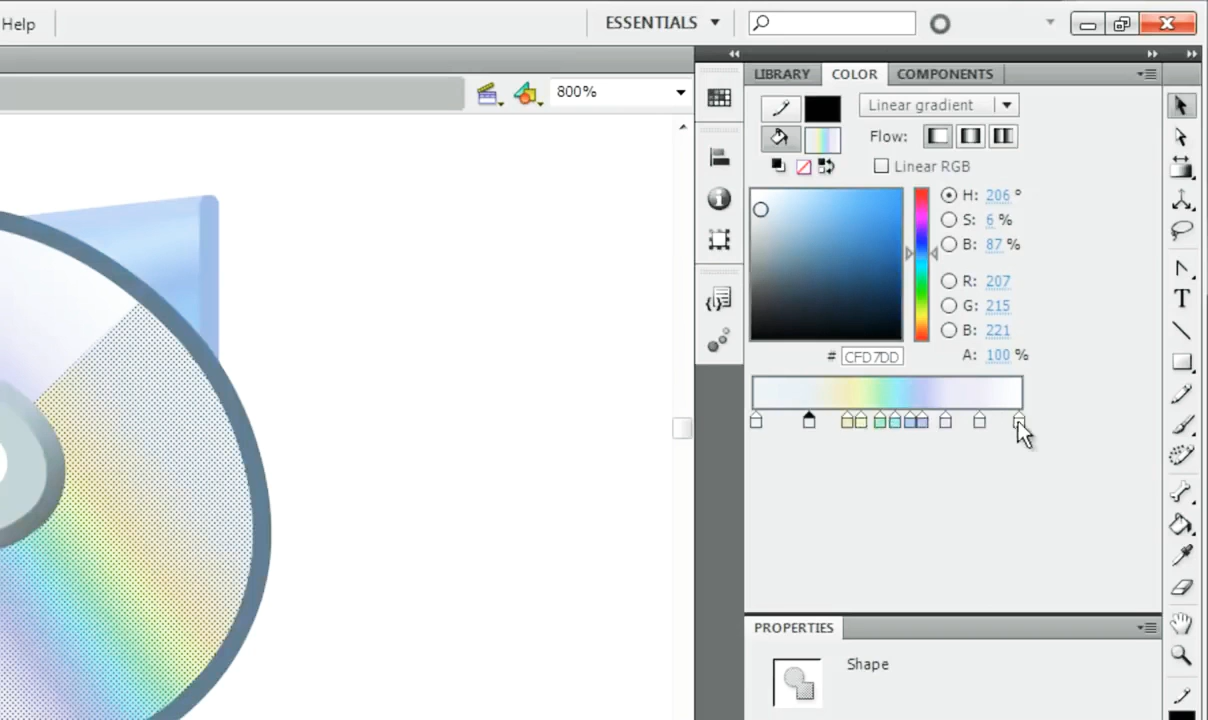 Help
ESSENTIALS
800%
LIBRARY COLOR COMPONENTS
Linear gradient
Flow:
Linear RGB
H: 206 °
S: 6 %
B: 87 %
R: 207
G: 215
B: 221
# CFD7DD A: 100 %
PROPERTIES
Shape
T